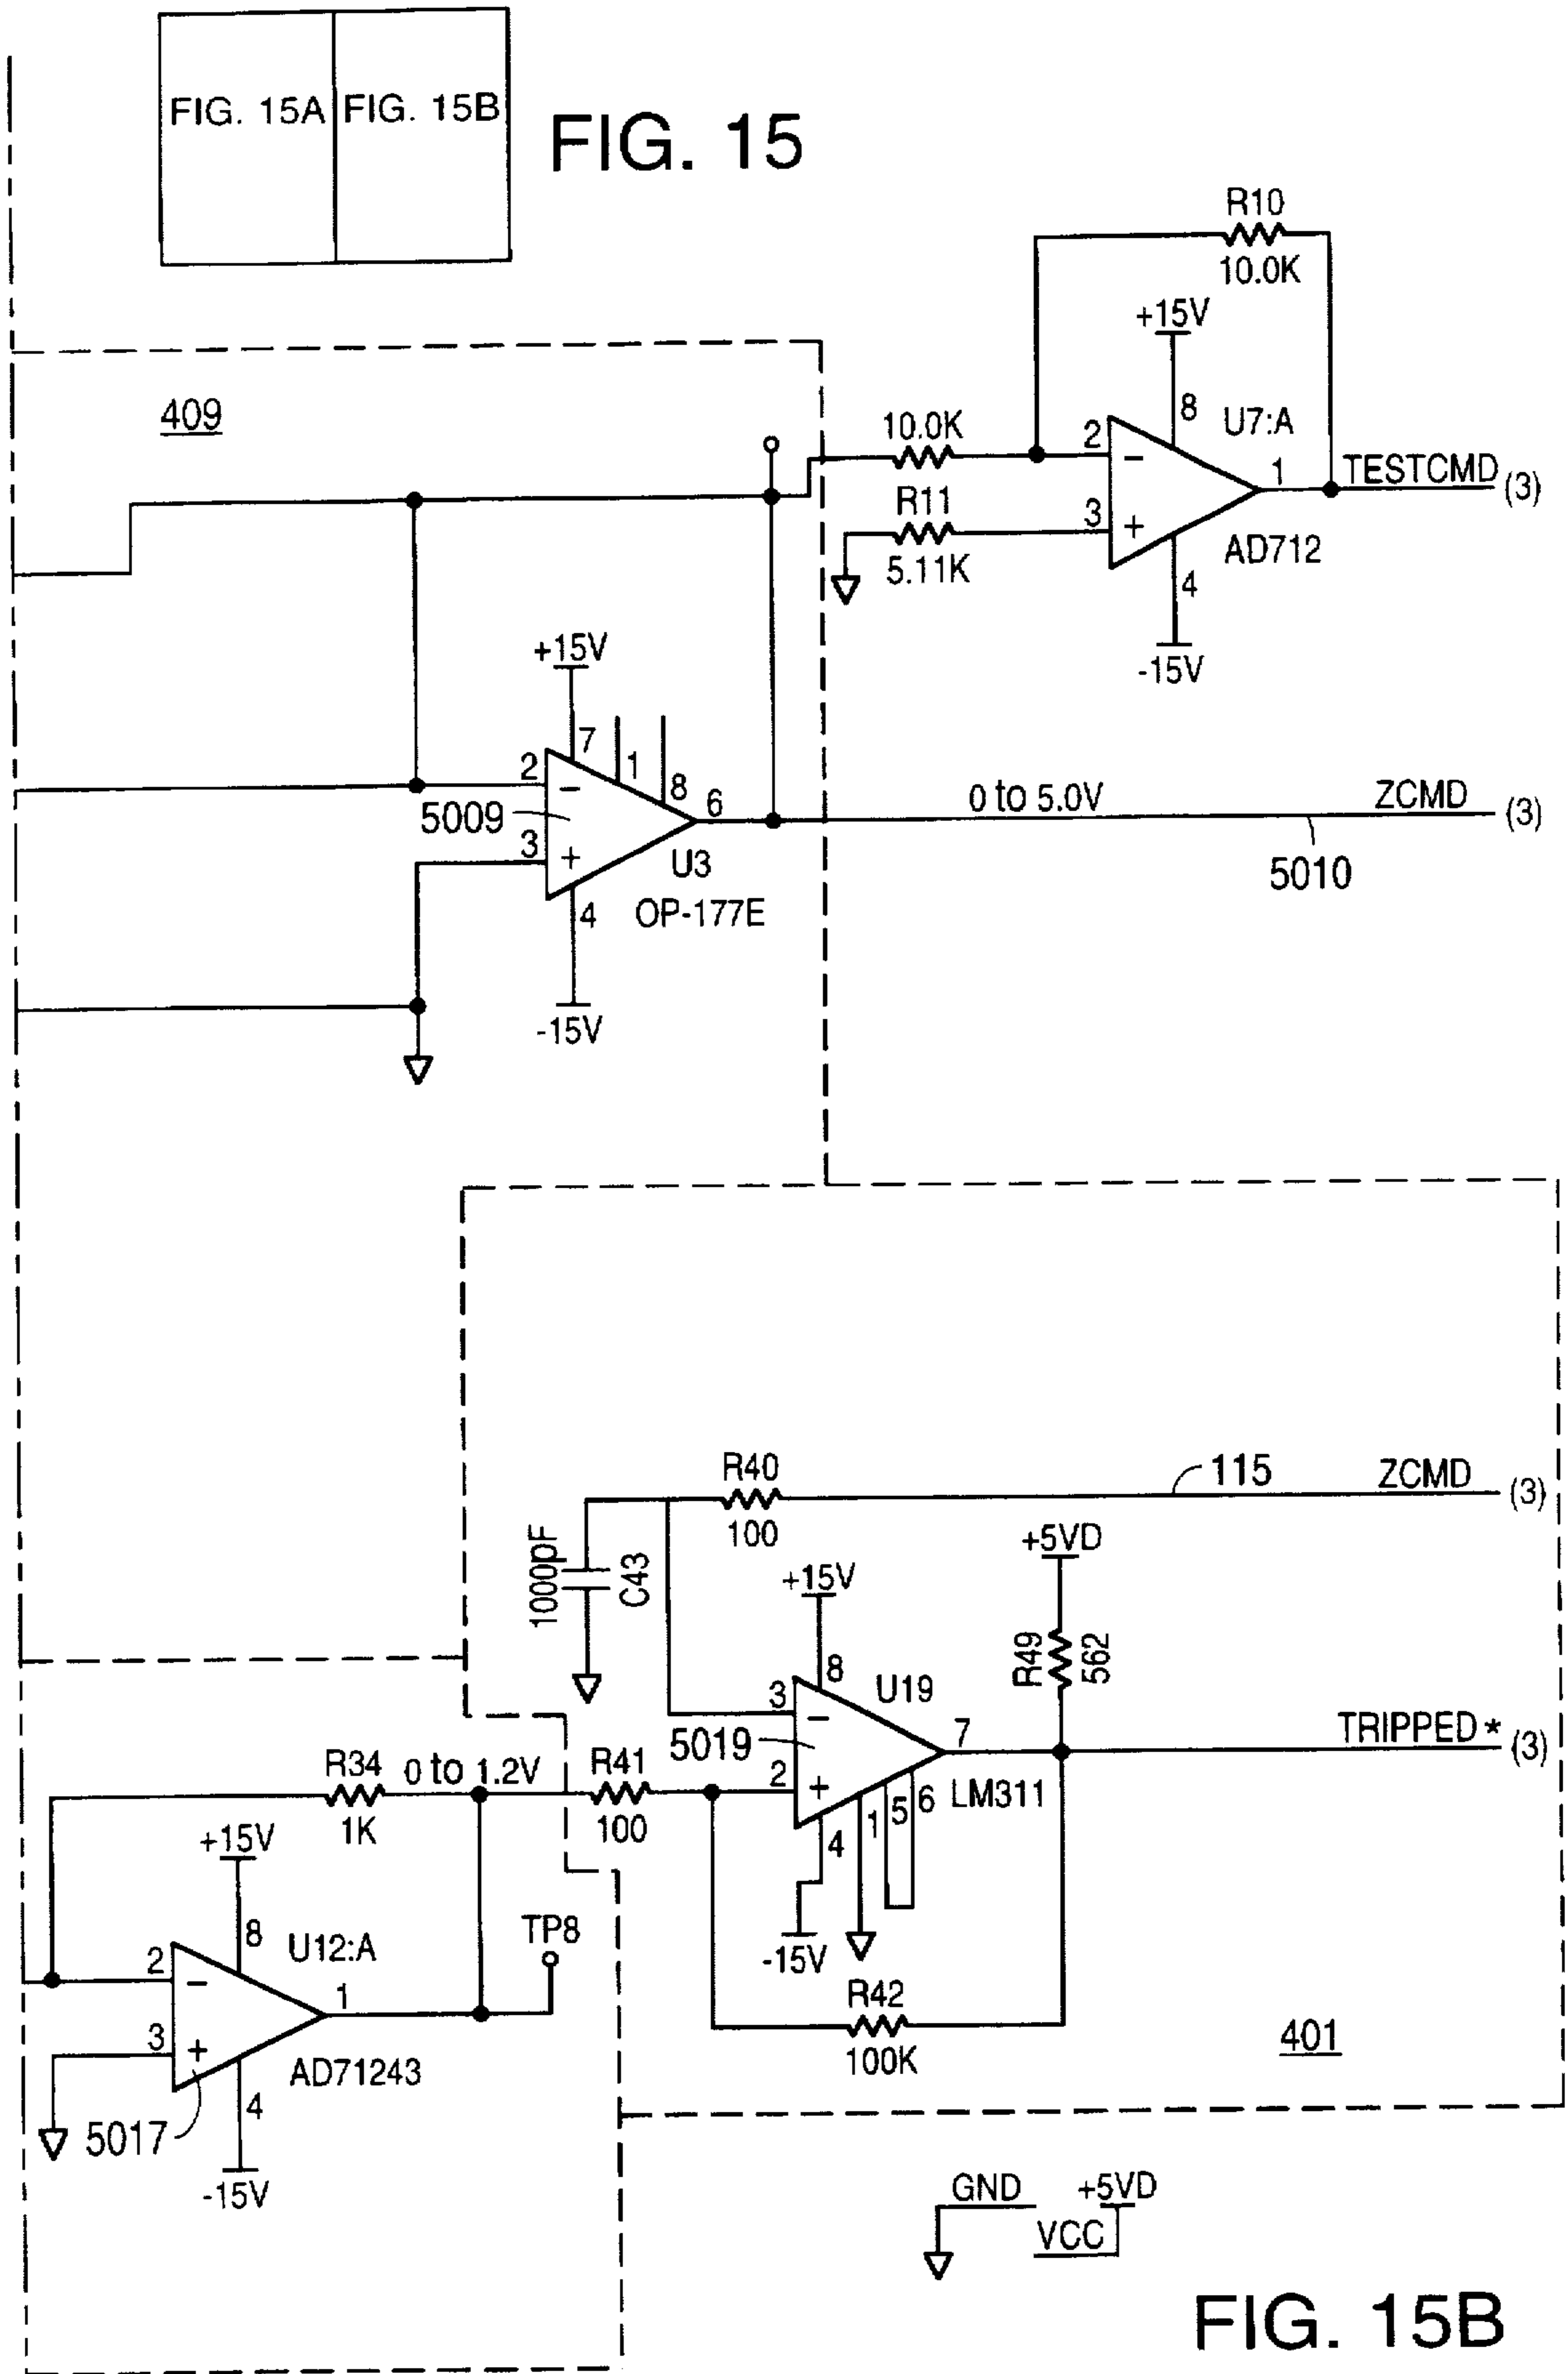 FIG. 15A FIG. 15B
FIG. 15
R10
10.0K
+15V
8
U7:A
409
10.0K
2
-
1
TESTCMD (3)
R11
3
+
5.11K
AD712
4
-15V
+15V
7
1
8
2
-
6
0 to 5.0V
ZCMD (3)
5009
3
+
U3
5010
4
OP-177E
-15V
R40
115
ZCMD (3)
100
1000pF
C43
+5VD
+15V
R49
562
8
U19
3
-
7
TRIPPED * (3)
5019
R34
0 to 1.2V
R41
2
+
LM311
1K
100
4
1
5
6
+15V
-15V
8
U12:A
TP8
2
-
1
R42
100K
3
+
AD71243
401
4
5017
-15V
GND
+5VD
VCC
FIG. 15B